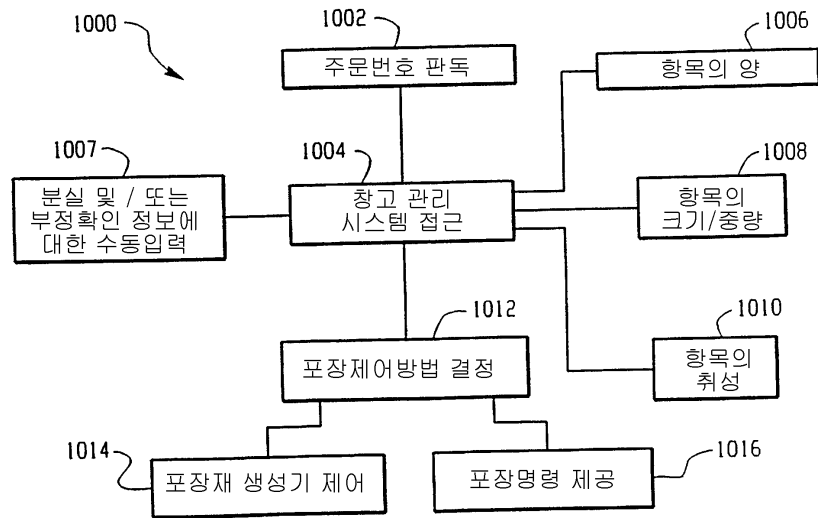 1000
1002
주문번호 판독
1006
항목의 양
1007
분실 및 / 또는
부정확인 정보에
대한 수동입력
1004
창고 관리
시스템 접근
1008
항목의
크기/중량
1012
포장제어방법 결정
1010
항목의
취성
1014
포장재 생성기 제어
포장명령 제공
1016